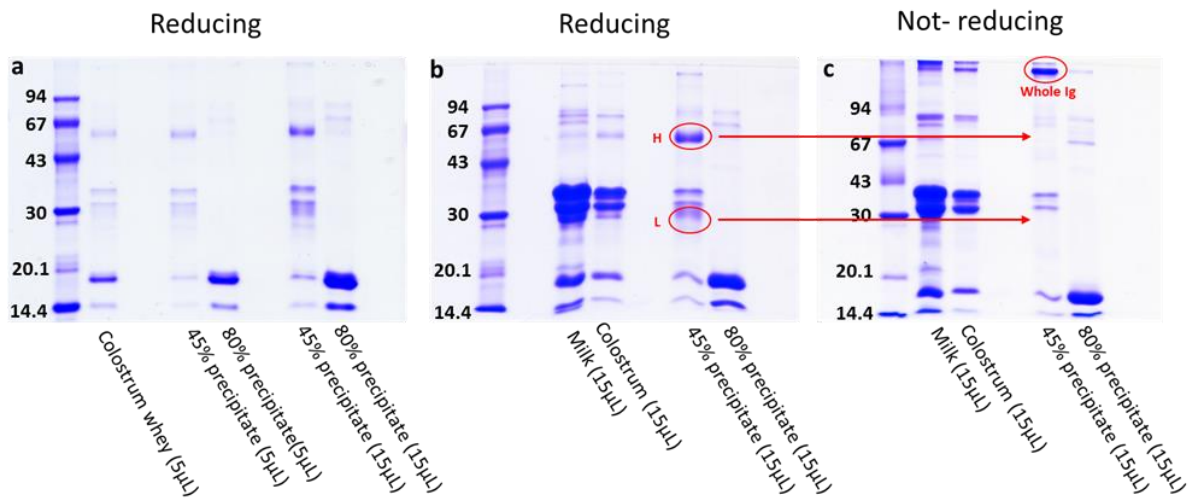 Reducing
Reducing
Not- reducing
a
94
67
43
30
20.1
14.4
Colostrum whey (5µL)
45% precipitate (5µL)
80% precipitate(5µL)
45% precipitate (15µL)
80% precipitate (15µL)
b
94
67
43
30
20.1
14.4
H
L
Milk (15µL)
Colostrum (15µL)
45% precipitate (15µL)
80% precipitate (15µL)
c
94
67
43
30
20.1
14.4
Whole Ig
Milk (15µL)
Colostrum (15µL)
45% precipitate (15µL)
80% precipitate (15µL)